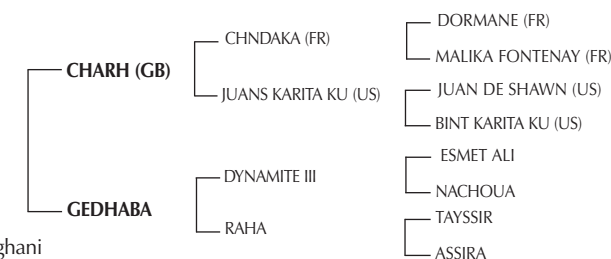 DORMANE (FR)
CHNDAKA (FR)
MALIKA FONTENAY (FR)
CHARH (GB)
JUAN DE SHAWN (US)
JUANS KARITA KU (US)
BINT KARITA KU (US)
ESMET ALI
DYNAMITE III
NACHOUA
GEDHABA
TAYSSIR
RAHA
ghani
ASSIRA